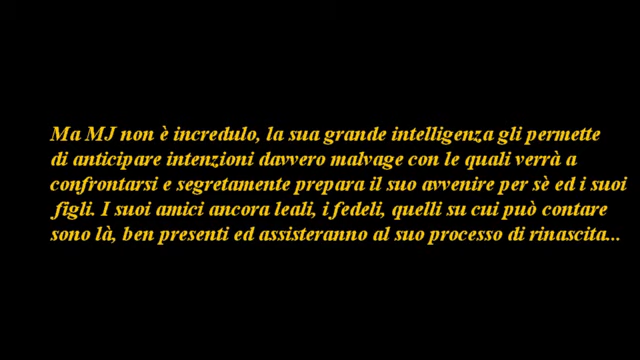 Ma MJ non è incredulo, la sua grande intelligenza gli permette
di anticipare intenzioni davvero malvage con le quali verrà a
confrontarsi e segretamente prepara il suo avvenire per sè ed i suoi
figli. I suoi amici ancora leali, i fedeli, quelli su cui può contare
sono là, ben presenti ed assisteranno al suo processo di rinascita...